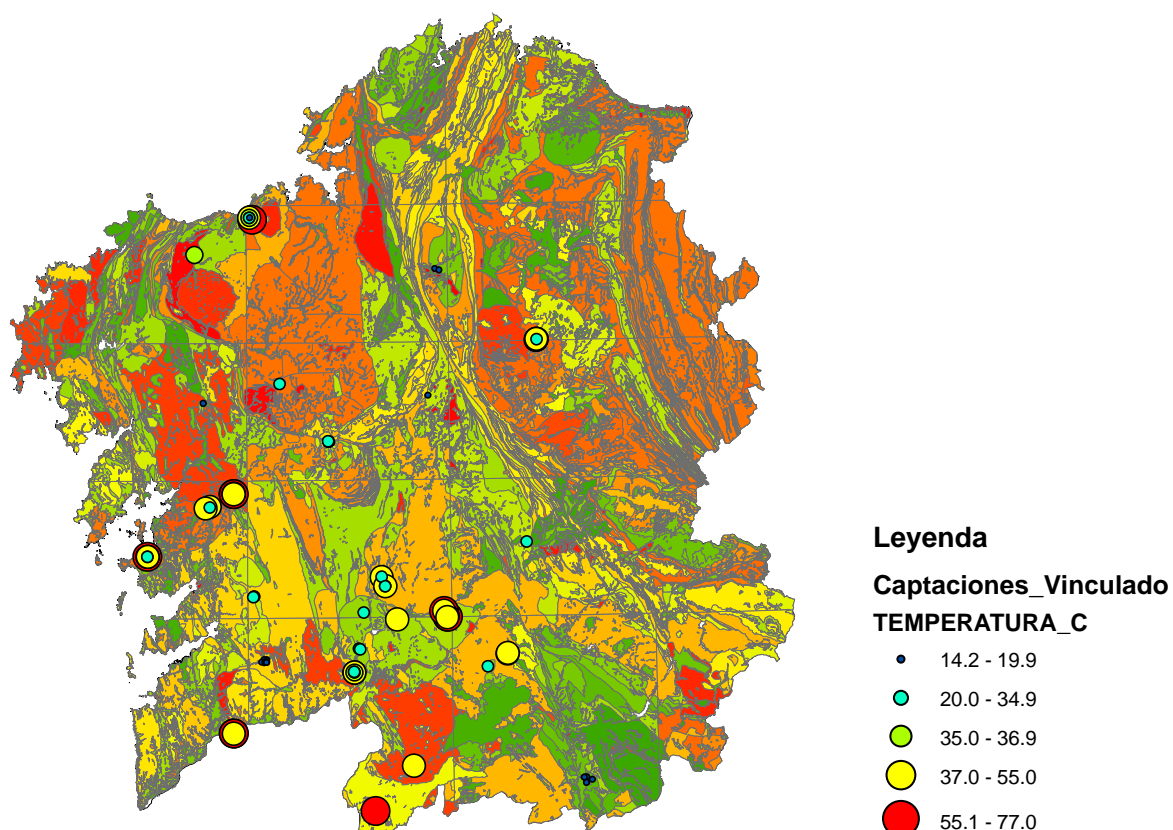 Leyenda
Captaciones_Vinculado
TEMPERATURA_C
14.2 - 19.9
20.0 - 34.9
35.0 - 36.9
37.0 - 55.0
55.1 - 77.0